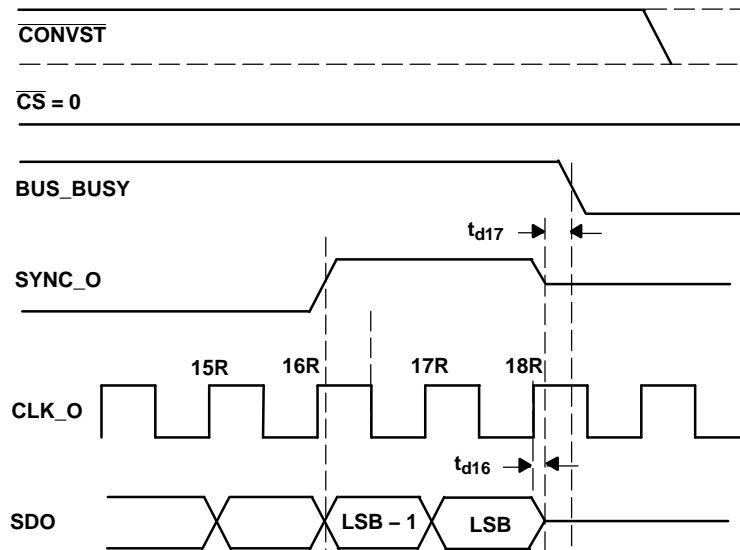 CONVST
CS = 0
BUS_BUSY
td17
SYNC_O
15R 16R 17R 18R
CLK_O
td16
SDO LSB – 1 LSB